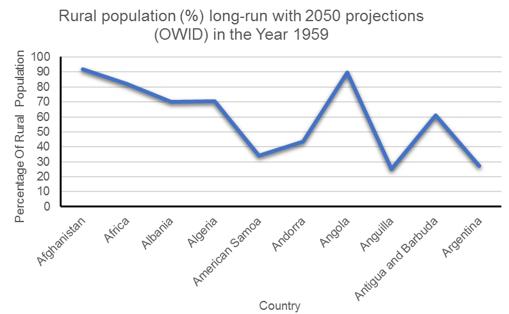 Rural population (%) long-run with 2050 projections
(OWID) in the Year 1959
Percentage Of Rural Population
100
90
80
70
60
50
40
30
20
10
0
Afghanistan
Africa
Albania
Algeria
American Samoa
Andorra
Angola
Anguilla
Antigua and Barbuda
Argentina
Country